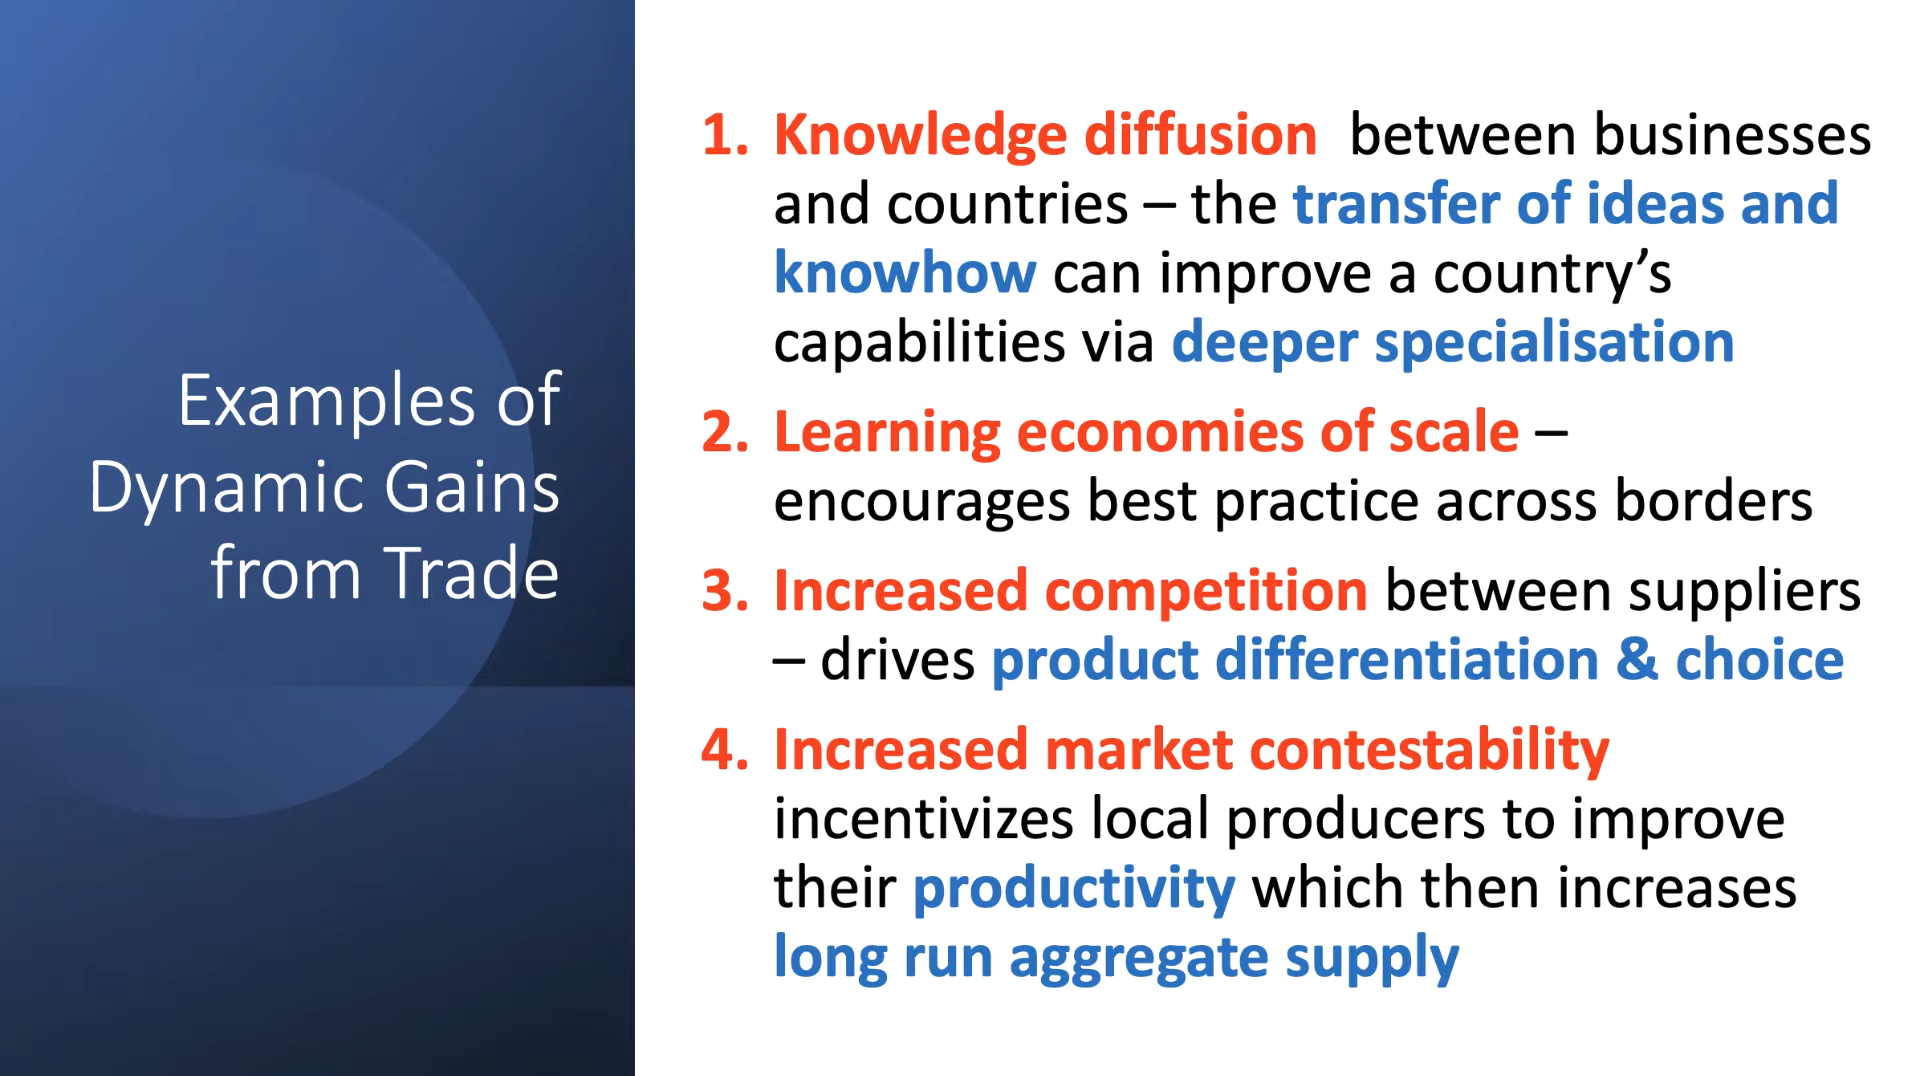 Examples of
Dynamic Gains
from Trade
1. Knowledge diffusion between businesses
and countries – the transfer of ideas and
knowhow can improve a country’s
capabilities via deeper specialisation
2. Learning economies of scale –
encourages best practice across borders
3. Increased competition between suppliers
– drives product differentiation & choice
4. Increased market contestability
incentivizes local producers to improve
their productivity which then increases
long run aggregate supply